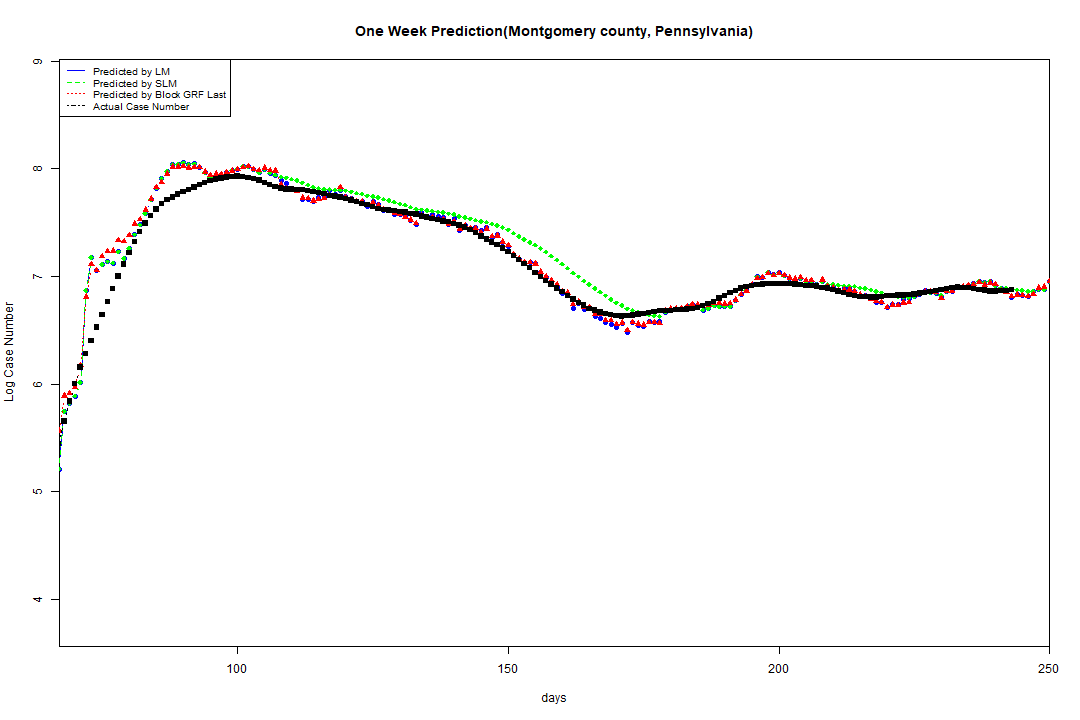 One Week Prediction(Montgomery county, Pennsylvania)
Predicted by LM
Predicted by SLM
Predicted by Block GRF Last
Actual Case Number
9
8
7
6
5
4
Log Case Number
100 150 200 250
days